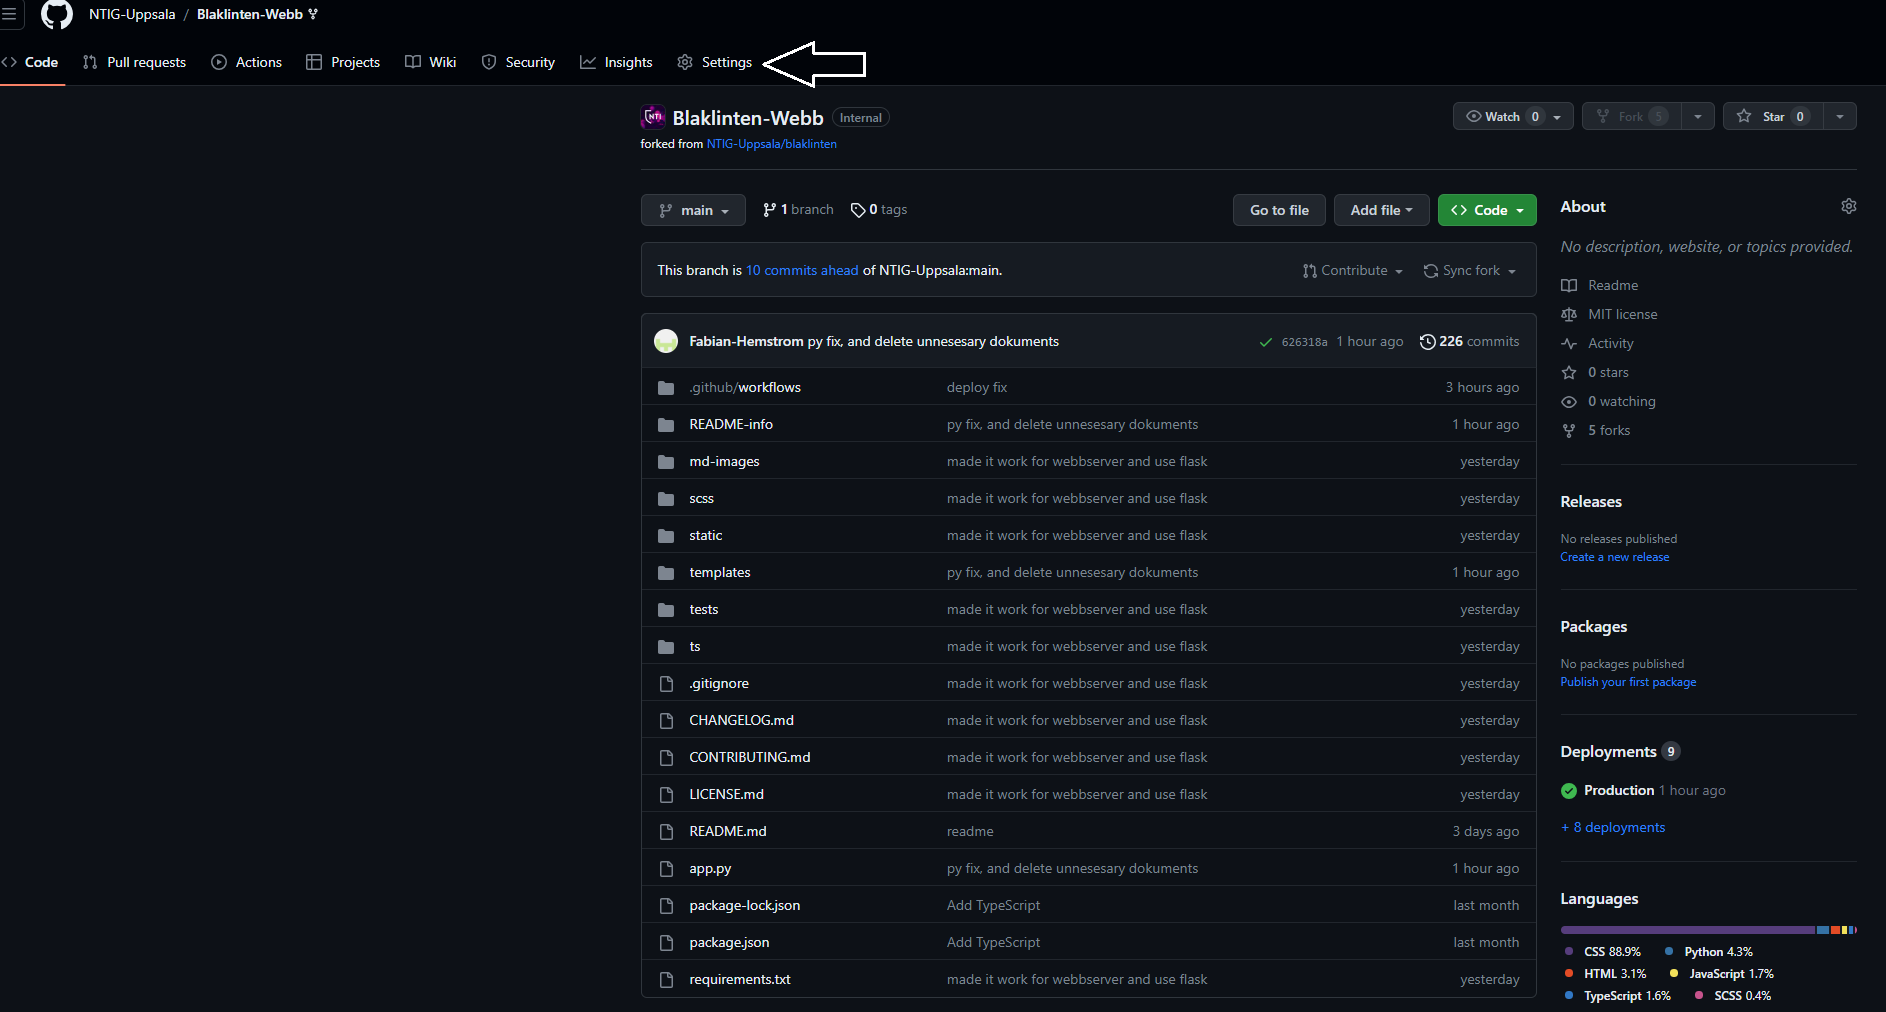 NTIG-Uppsala / Blaklinten-Webb
Code Pull requests Actions Projects Wiki Security Insights Settings
NTI Blaklinten-Webb Internal
forked from NTIG-Uppsala/blaklinten
Watch 0 Fork 5 Star 0
main 1 branch 0 tags Go to file Add file <> Code
This branch is 10 commits ahead of NTIG-Uppsala:main. Contribute Sync fork
Fabian-Hemstrom py fix, and delete unnesesary dokuments 626318a 1 hour ago 226 commits
.github/workflows deploy fix 3 hours ago
README-info py fix, and delete unnesesary dokuments 1 hour ago
md-images made it work for webbserver and use flask yesterday
scss made it work for webbserver and use flask yesterday
static made it work for webbserver and use flask yesterday
templates py fix, and delete unnesesary dokuments 1 hour ago
tests made it work for webbserver and use flask yesterday
ts made it work for webbserver and use flask yesterday
.gitignore made it work for webbserver and use flask yesterday
CHANGELOG.md made it work for webbserver and use flask yesterday
CONTRIBUTING.md made it work for webbserver and use flask yesterday
LICENSE.md made it work for webbserver and use flask yesterday
README.md readme 3 days ago
app.py py fix, and delete unnesesary dokuments 1 hour ago
package-lock.json Add TypeScript last month
package.json Add TypeScript last month
requirements.txt made it work for webbserver and use flask yesterday
About
No description, website, or topics provided.
Readme
MIT license
Activity
0 stars
0 watching
5 forks
Releases
No releases published
Create a new release
Packages
No packages published
Publish your first package
Deployments 9
Production 1 hour ago
+ 8 deployments
Languages
CSS 88.9% Python 4.3%
HTML 3.1% JavaScript 1.7%
TypeScript 1.6% SCSS 0.4%